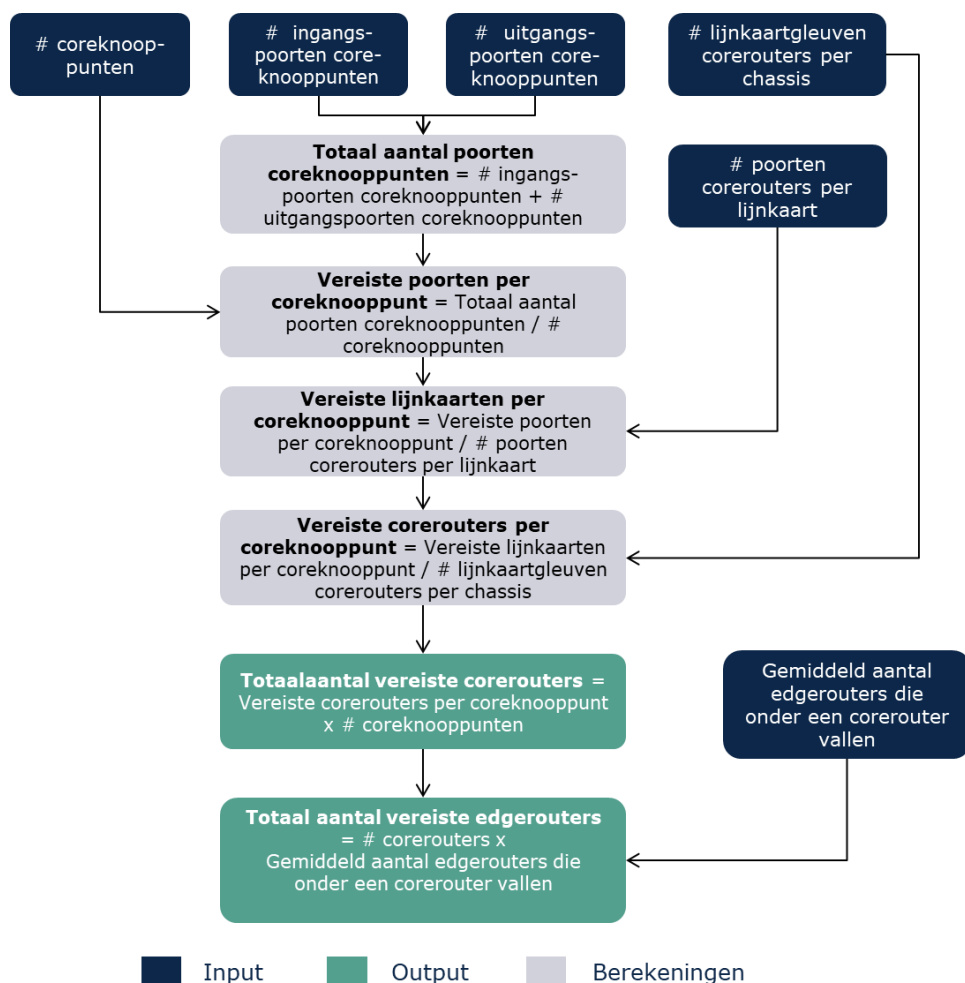 # coreknoop-
punten
# ingangs-
poorten core-
knooppunten
# uitgangs-
poorten core-
knooppunten
# lijnkaartgleuven
corerouters per
chassis
Totaal aantal poorten
coreknooppunten = # ingangs-
poorten coreknooppunten + #
uitgangspoorten coreknooppunten
# poorten
corerouters per
lijnkaart
Vereiste poorten per
coreknooppunt = Totaal aantal
poorten coreknooppunten / #
coreknooppunten
Vereiste lijnkaarten per
coreknooppunt = Vereiste poorten
per coreknooppunt / # poorten
corerouters per lijnkaart
Vereiste corerouters per
coreknooppunt = Vereiste lijnkaarten
per coreknooppunt / # lijnkaartgleuven
corerouters per chassis
Totaalaantal vereiste corerouters =
Vereiste corerouters per coreknooppunt
x # coreknooppunten
Gemiddeld aantal
edgerouters die
onder een corerouter
vallen
Totaal aantal vereiste edgerouters
= # corerouters x
Gemiddeld aantal edgerouters die
onder een corerouter vallen
Input
Output
Berekeningen